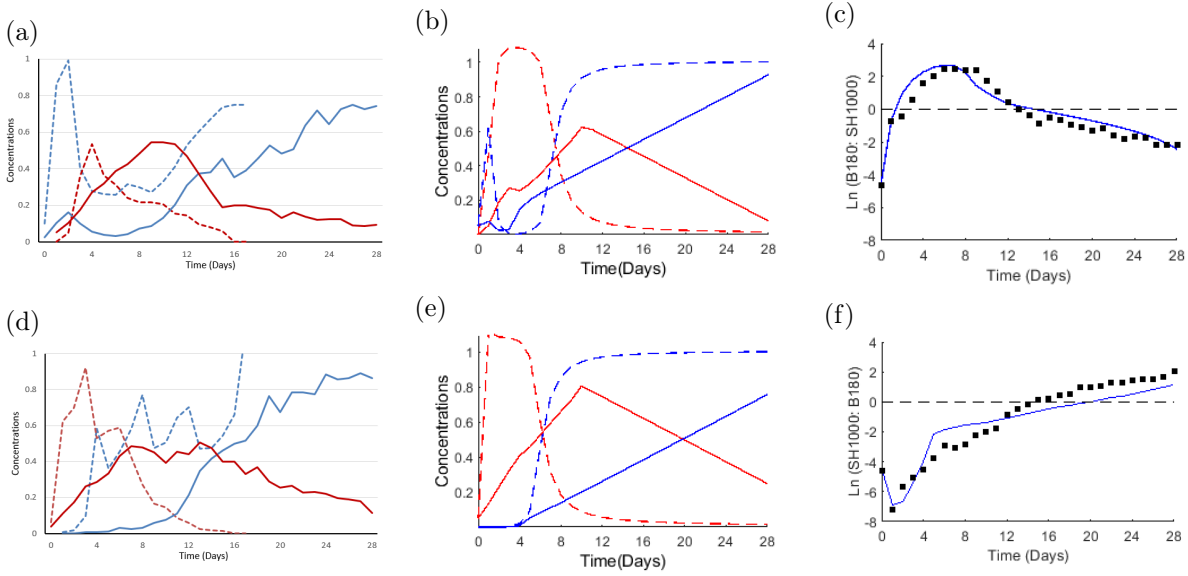 (a)
1
0.8
0.6
0.4
0.2
0
Concentrations
0 4 8 12 16 20 24 28
Time (Days)
(b)
1
0.8
0.6
0.4
0.2
Concentrations
0 4 8 12 16 20 24 28
Time(Days)
(c)
4
2
0
-2
-4
-6
-8
Ln (B180: SH1000)
0 4 8 12 16 20 24 28
Time (Days)
(d)
1
0.8
0.6
0.4
0.2
0
Concentrations
0 4 8 12 16 20 24 28
Time (Days)
(e)
1
0.8
0.6
0.4
0.2
Concentrations
0 4 8 12 16 20 24 28
Time(Days)
(f)
4
2
0
-2
-4
-6
-8
Ln (SH1000: B180)
0 4 8 12 16 20 24 28
Time (Days)